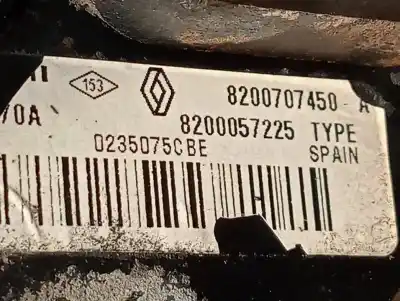 153
8200707450 - A
70A
8200057225 TYPE
0235075CBE
SPAIN